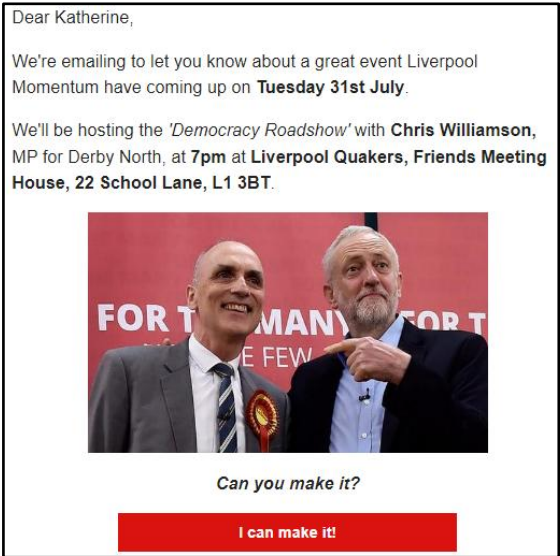 Dear Katherine,
We're emailing to let you know about a great event Liverpool
Momentum have coming up on Tuesday 31st July.
We'll be hosting the 'Democracy Roadshow' with Chris Williamson,
MP for Derby North, at 7pm at Liverpool Quakers, Friends Meeting
House, 22 School Lane, L1 3BT.
FOR T MANY FOR T
E FEW
Can you make it?
I can make it!